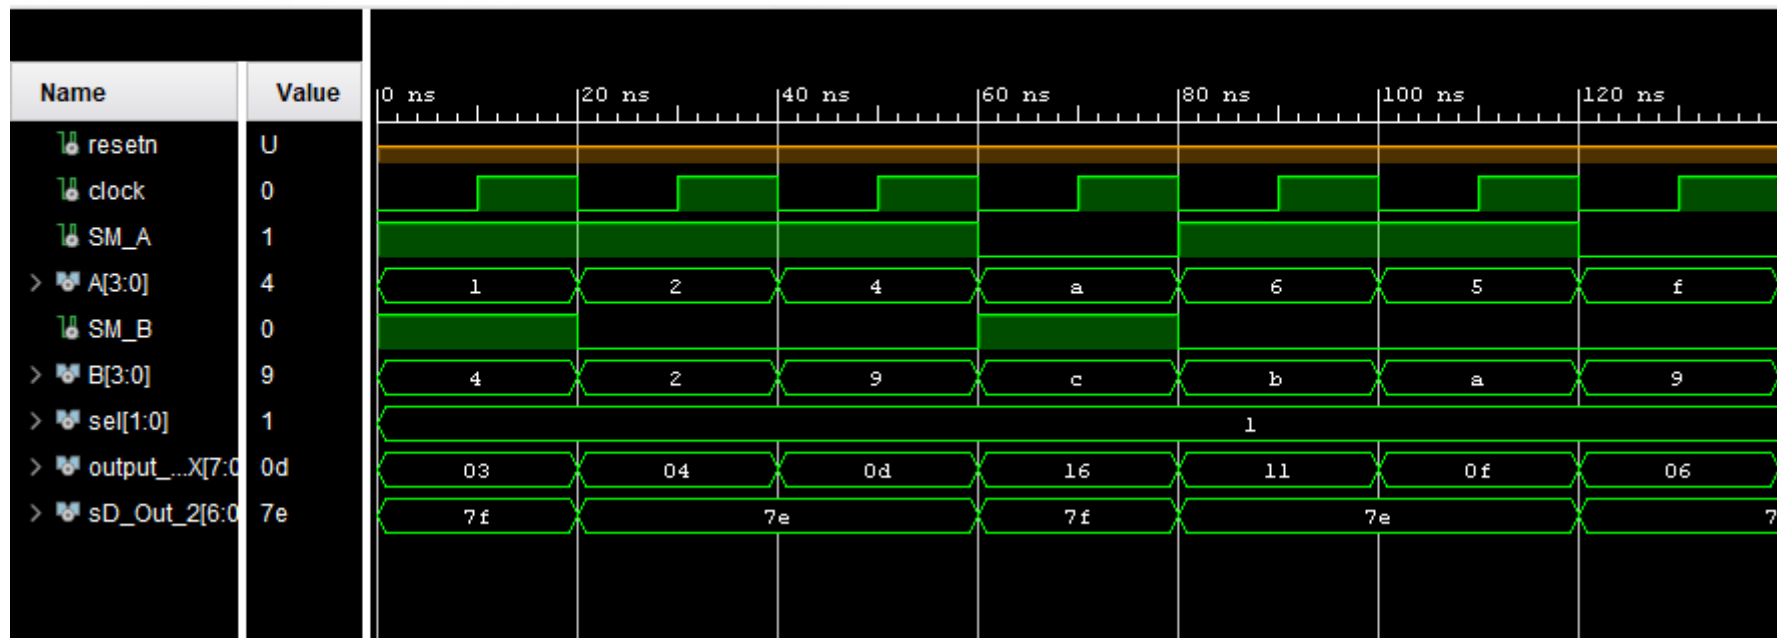 Name Value 0 ns 20 ns 40 ns 60 ns 80 ns 100 ns 120 ns
resetn U
clock 0
SM_A 1
> A[3:0] 4 1 2 4 a 6 5 f
SM_B 0
> B[3:0] 9 4 2 9 c b a 9
> sel[1:0] 1 1
> output_...X[7:0 0d 03 04 0d 16 11 0f 06
> sD_Out_2[6:0 7e 7f 7e 7f 7e 7